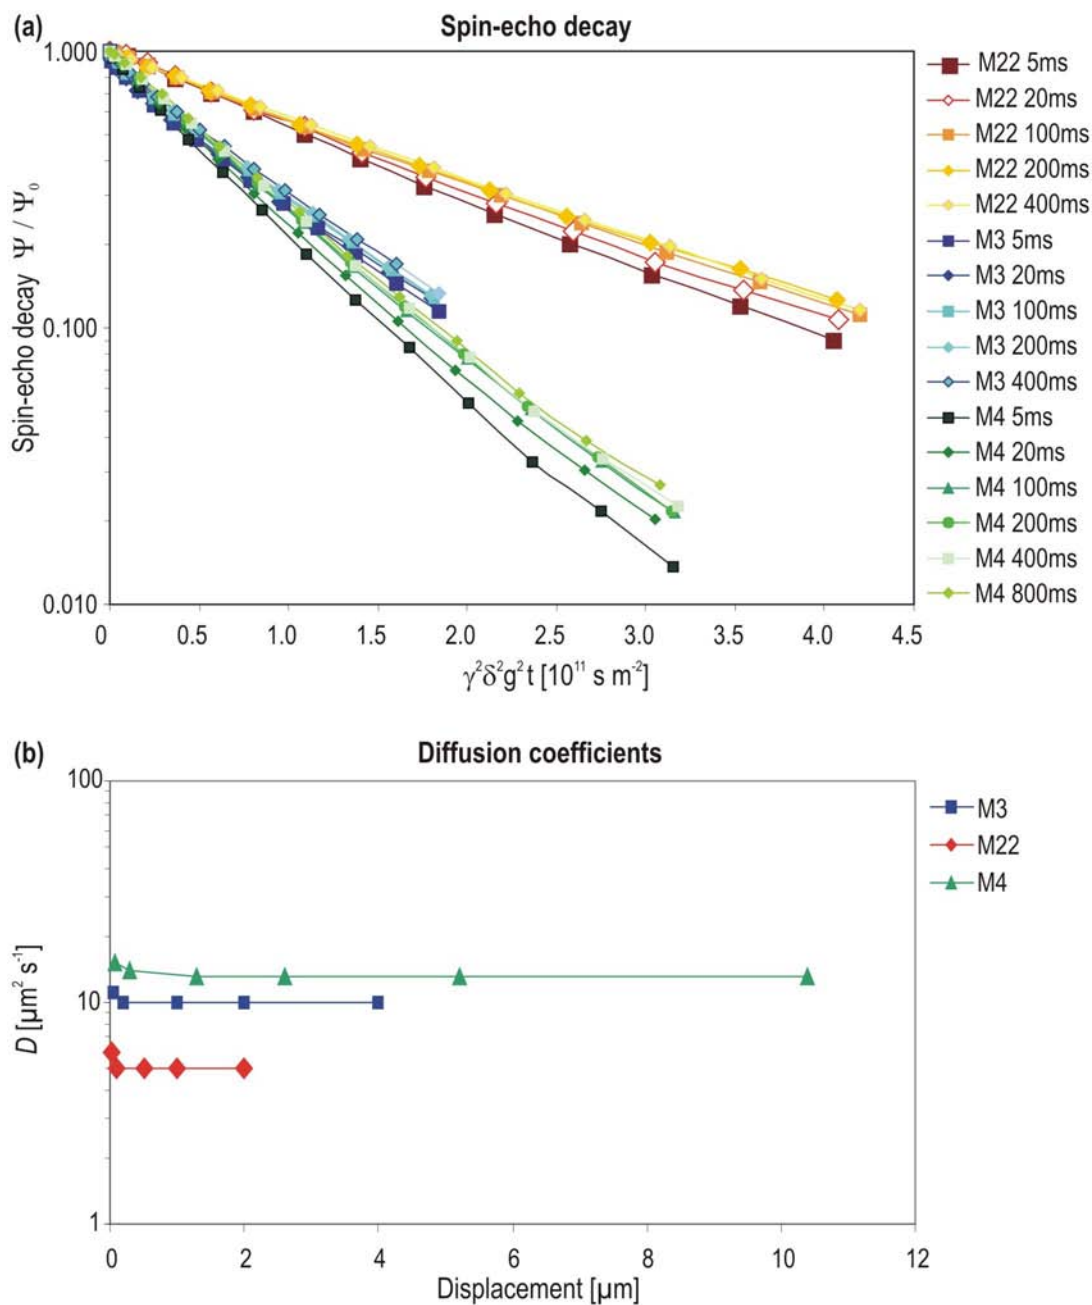 (a)
Spin-echo decay
1.000
0.100
0.010
Spin-echo decay Ψ / Ψ₀
0 0.5 1.0 1.5 2.0 2.5 3.0 3.5 4.0 4.5
γ²δ²g²t [10¹¹ s m⁻²]
M22 5ms
M22 20ms
M22 100ms
M22 200ms
M22 400ms
M3 5ms
M3 20ms
M3 100ms
M3 200ms
M3 400ms
M4 5ms
M4 20ms
M4 100ms
M4 200ms
M4 400ms
M4 800ms
(b)
Diffusion coefficients
100
10
1
D [μm² s⁻¹]
0 2 4 6 8 10 12
Displacement [μm]
M3
M22
M4